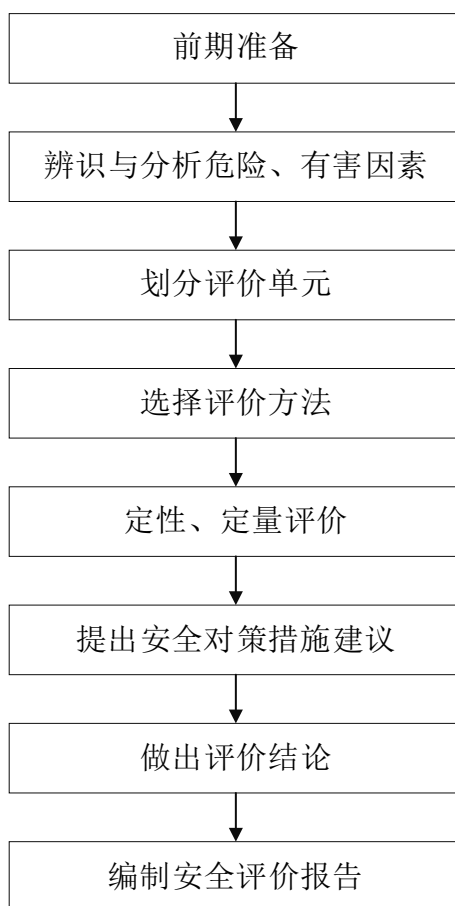 前期准备
辨识与分析危险、有害因素
划分评价单元
选择评价方法
定性、定量评价
提出安全对策措施建议
做出评价结论
编制安全评价报告